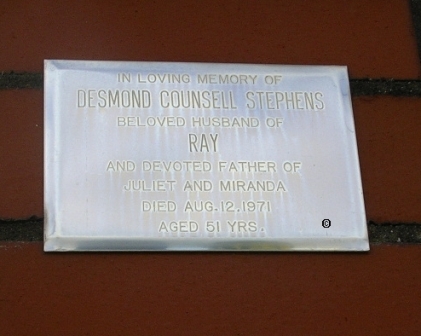 IN LOVING MEMORY OF
DESMOND COUNSELL STEPHENS
BELOVED HUSBAND OF
RAY
AND DEVOTED FATHER OF
JULIET AND MIRANDA
DIED AUG.12.1971
AGED 51 YRS.
©